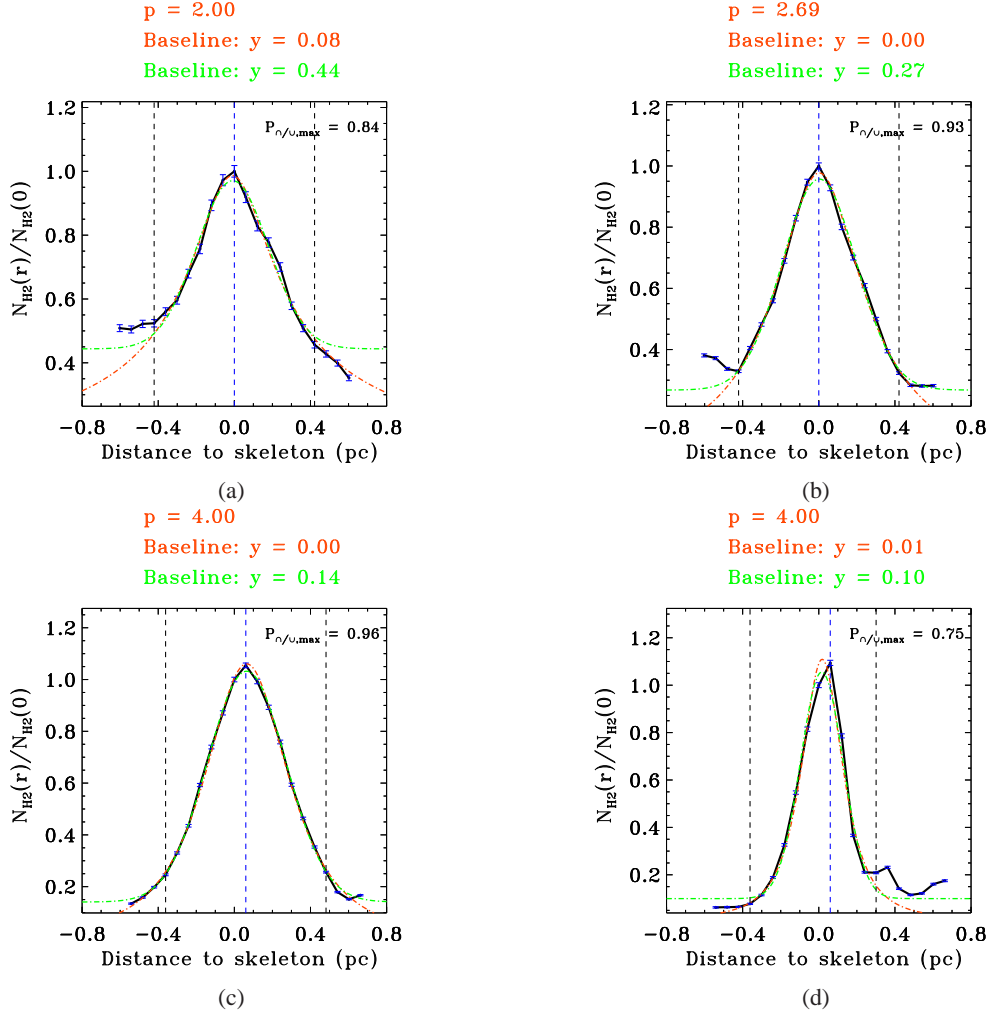 p = 2.00
Baseline: y = 0.08
Baseline: y = 0.44
P∩/∪,max = 0.84
1.2
1.0
0.8
0.6
0.4
N_H2(r)/N_H2(0)
−0.8 −0.4 0.0 0.4 0.8
Distance to skeleton (pc)
(a)
p = 2.69
Baseline: y = 0.00
Baseline: y = 0.27
P∩/∪,max = 0.93
1.2
1.0
0.8
0.6
0.4
N_H2(r)/N_H2(0)
−0.8 −0.4 0.0 0.4 0.8
Distance to skeleton (pc)
(b)
p = 4.00
Baseline: y = 0.00
Baseline: y = 0.14
P∩/∪,max = 0.96
1.2
1.0
0.8
0.6
0.4
0.2
N_H2(r)/N_H2(0)
−0.8 −0.4 0.0 0.4 0.8
Distance to skeleton (pc)
(c)
p = 4.00
Baseline: y = 0.01
Baseline: y = 0.10
P∩/∪,max = 0.75
1.2
1.0
0.8
0.6
0.4
0.2
N_H2(r)/N_H2(0)
−0.8 −0.4 0.0 0.4 0.8
Distance to skeleton (pc)
(d)